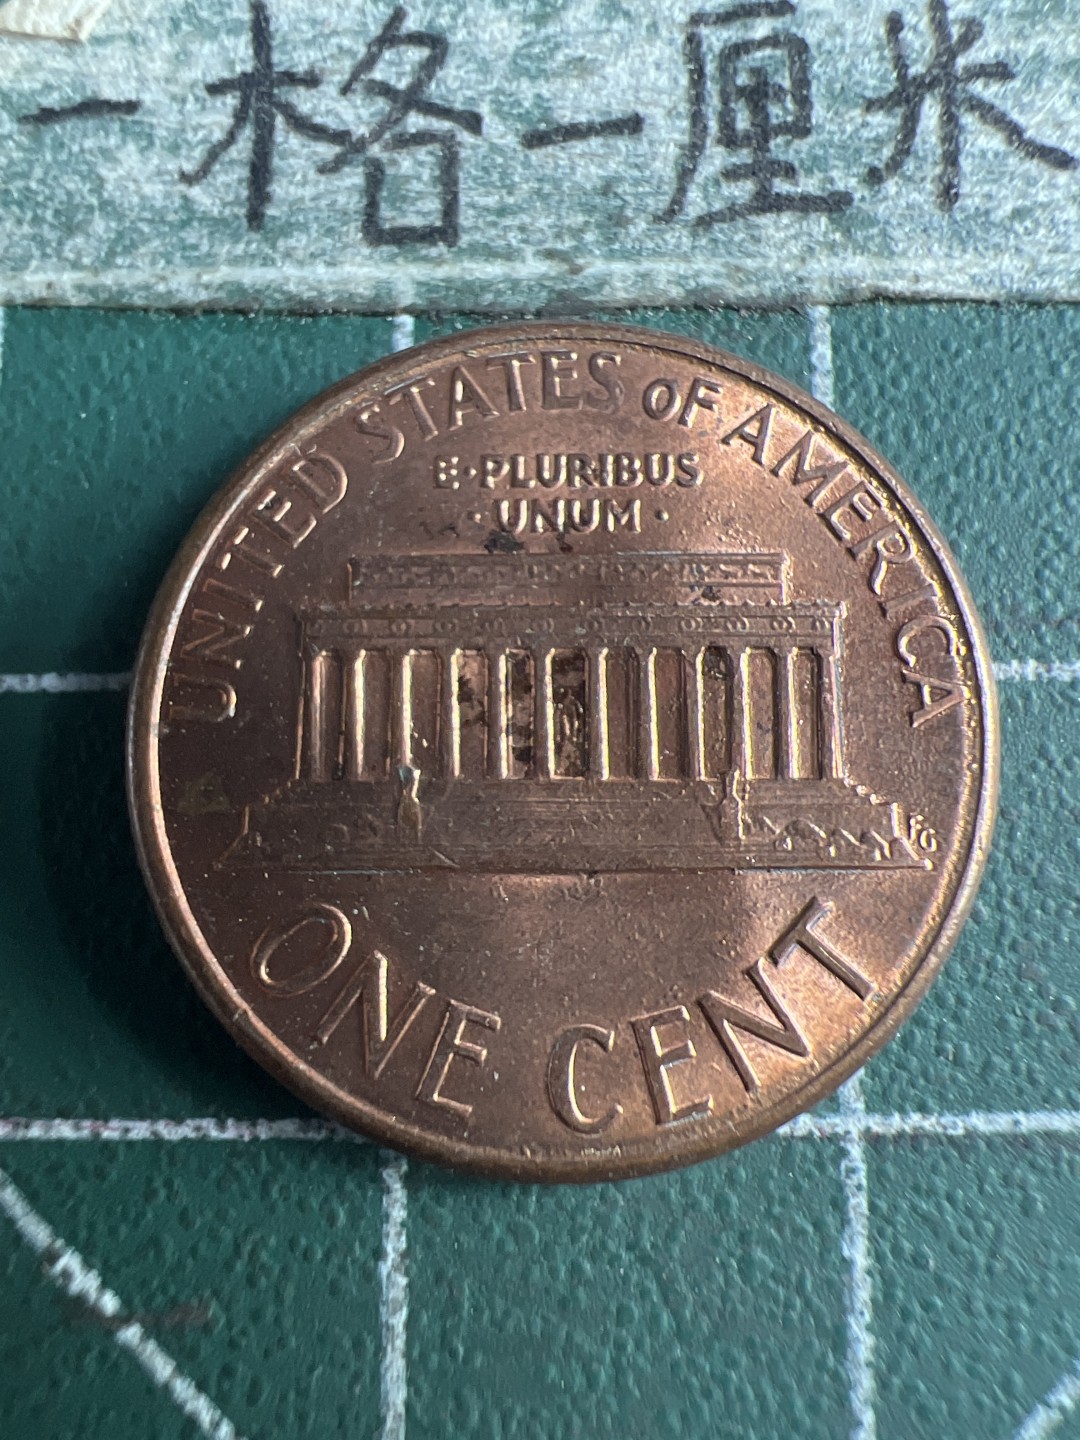 一格一厘米
UNITED STATES OF AMERICA
E·PLURIBUS
·UNUM·
FG
ONE CENT